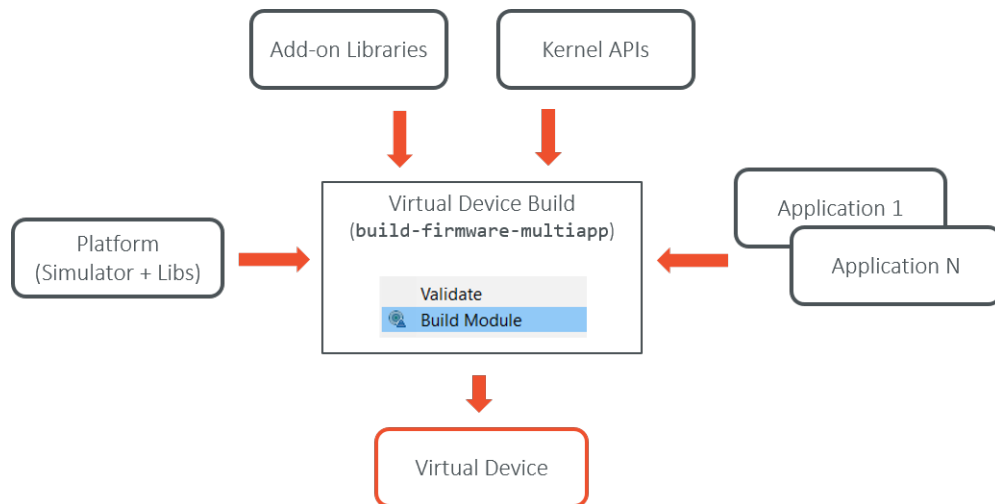 Add-on Libraries
Kernel APIs
Virtual Device Build
(build-firmware-multiapp)
Platform
(Simulator + Libs)
Application 1
Application N
Validate
Build Module
Virtual Device